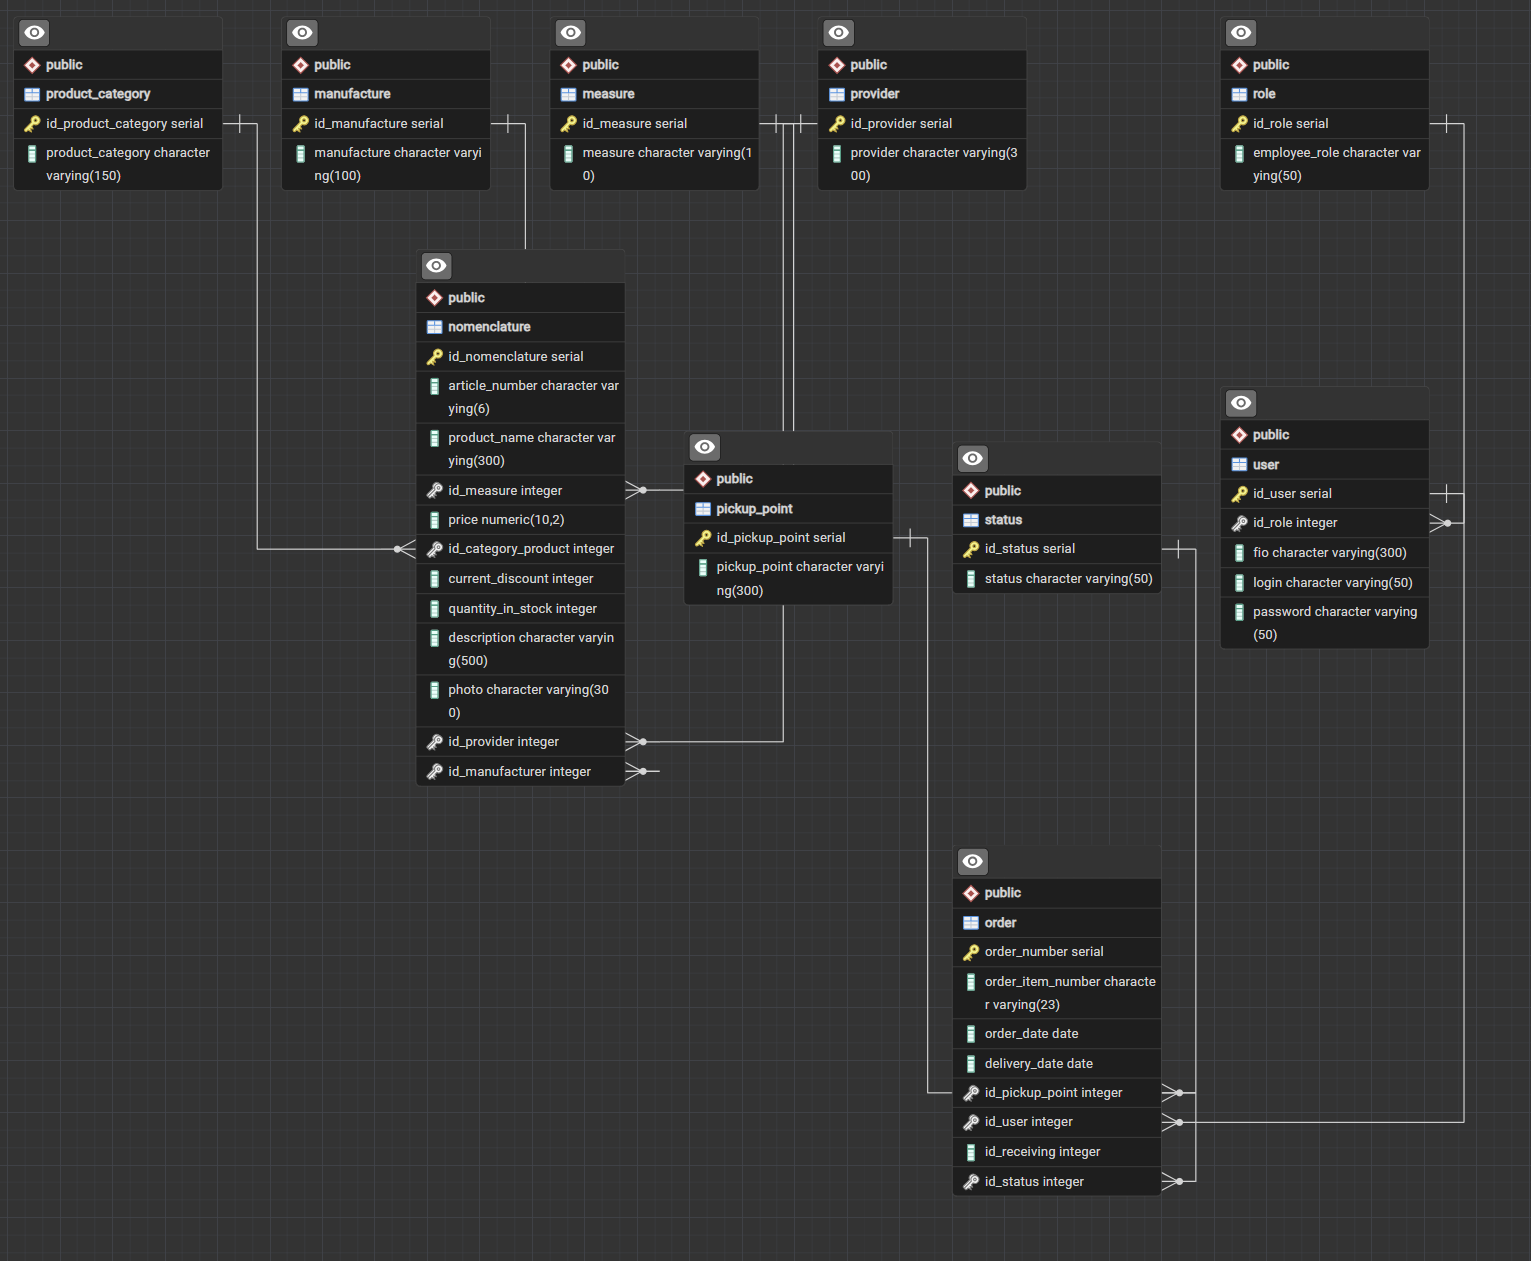 public
product_category
id_product_category serial
product_category character
varying(150)
public
manufacture
id_manufacture serial
manufacture character varyi
ng(100)
public
measure
id_measure serial
measure character varying(1
0)
public
provider
id_provider serial
provider character varying(3
00)
public
role
id_role serial
employee_role character var
ying(50)
public
nomenclature
id_nomenclature serial
article_number character var
ying(6)
product_name character var
ying(300)
id_measure integer
price numeric(10,2)
id_category_product integer
current_discount integer
quantity_in_stock integer
description character varyin
g(500)
photo character varying(30
0)
id_provider integer
id_manufacturer integer
public
pickup_point
id_pickup_point serial
pickup_point character varyi
ng(300)
public
status
id_status serial
status character varying(50)
public
user
id_user serial
id_role integer
fio character varying(300)
login character varying(50)
password character varying
(50)
public
order
order_number serial
order_item_number characte
r varying(23)
order_date date
delivery_date date
id_pickup_point integer
id_user integer
id_receiving integer
id_status integer